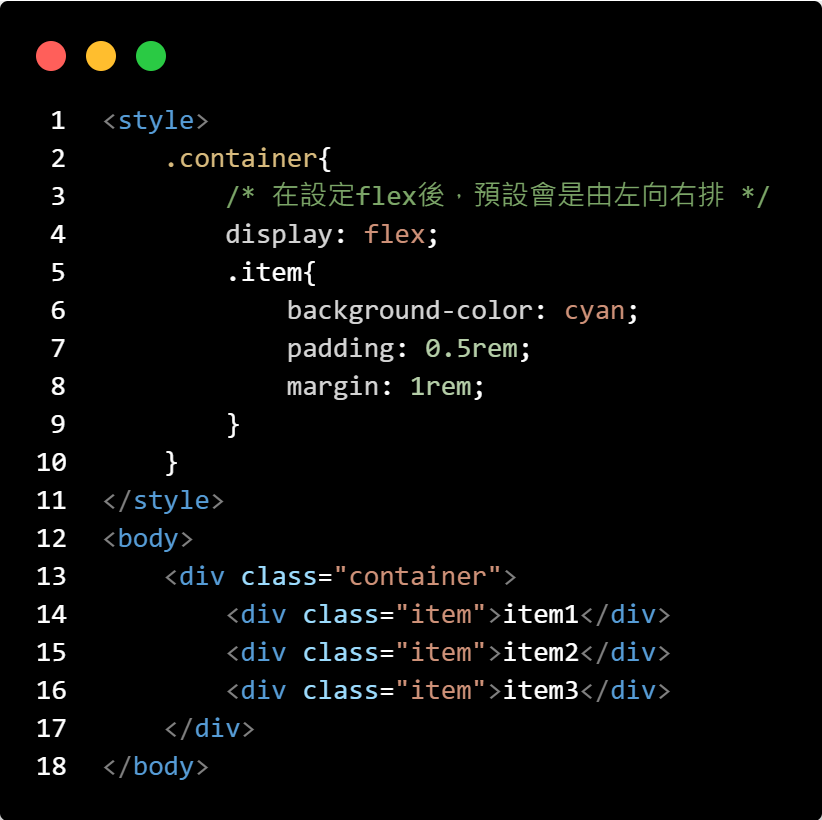 1 <style>
2     .container{
3         /* 在設定flex後，預設會是由左向右排 */
4         display: flex;
5         .item{
6             background-color: cyan;
7             padding: 0.5rem;
8             margin: 1rem;
9         }
10     }
11 </style>
12 <body>
13     <div class="container">
14         <div class="item">item1</div>
15         <div class="item">item2</div>
16         <div class="item">item3</div>
17     </div>
18 </body>